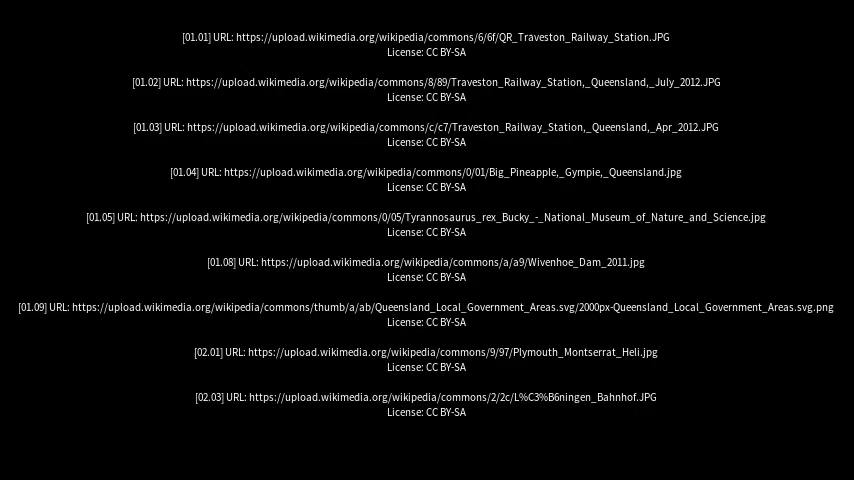 [01.01] URL: https://upload.wikimedia.org/wikipedia/commons/6/6f/QR_Traveston_Railway_Station.JPG
License: CC BY-SA
[01.02] URL: https://upload.wikimedia.org/wikipedia/commons/8/89/Traveston_Railway_Station,_Queensland,_July_2012.JPG
License: CC BY-SA
[01.03] URL: https://upload.wikimedia.org/wikipedia/commons/c/c7/Traveston_Railway_Station,_Queensland,_Apr_2012.JPG
License: CC BY-SA
[01.04] URL: https://upload.wikimedia.org/wikipedia/commons/0/01/Big_Pineapple,_Gympie,_Queensland.jpg
License: CC BY-SA
[01.05] URL: https://upload.wikimedia.org/wikipedia/commons/0/05/Tyrannosaurus_rex_Bucky_-_National_Museum_of_Nature_and_Science.jpg
License: CC BY-SA
[01.08] URL: https://upload.wikimedia.org/wikipedia/commons/a/a9/Wivenhoe_Dam_2011.jpg
License: CC BY-SA
[01.09] URL: https://upload.wikimedia.org/wikipedia/commons/thumb/a/ab/Queensland_Local_Government_Areas.svg/2000px-Queensland_Local_Government_Areas.svg.png
License: CC BY-SA
[02.01] URL: https://upload.wikimedia.org/wikipedia/commons/9/97/Plymouth_Montserrat_Heli.jpg
License: CC BY-SA
[02.03] URL: https://upload.wikimedia.org/wikipedia/commons/2/2c/L%C3%B6ningen_Bahnhof.JPG
License: CC BY-SA